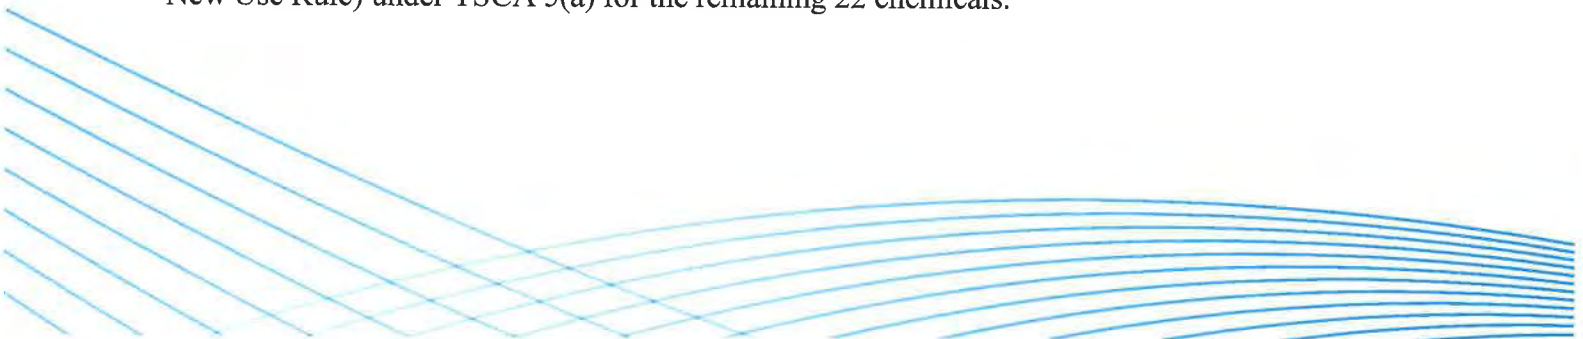 New Use Rule) under TSCA 5(a) for the remaining 22 chemicals.